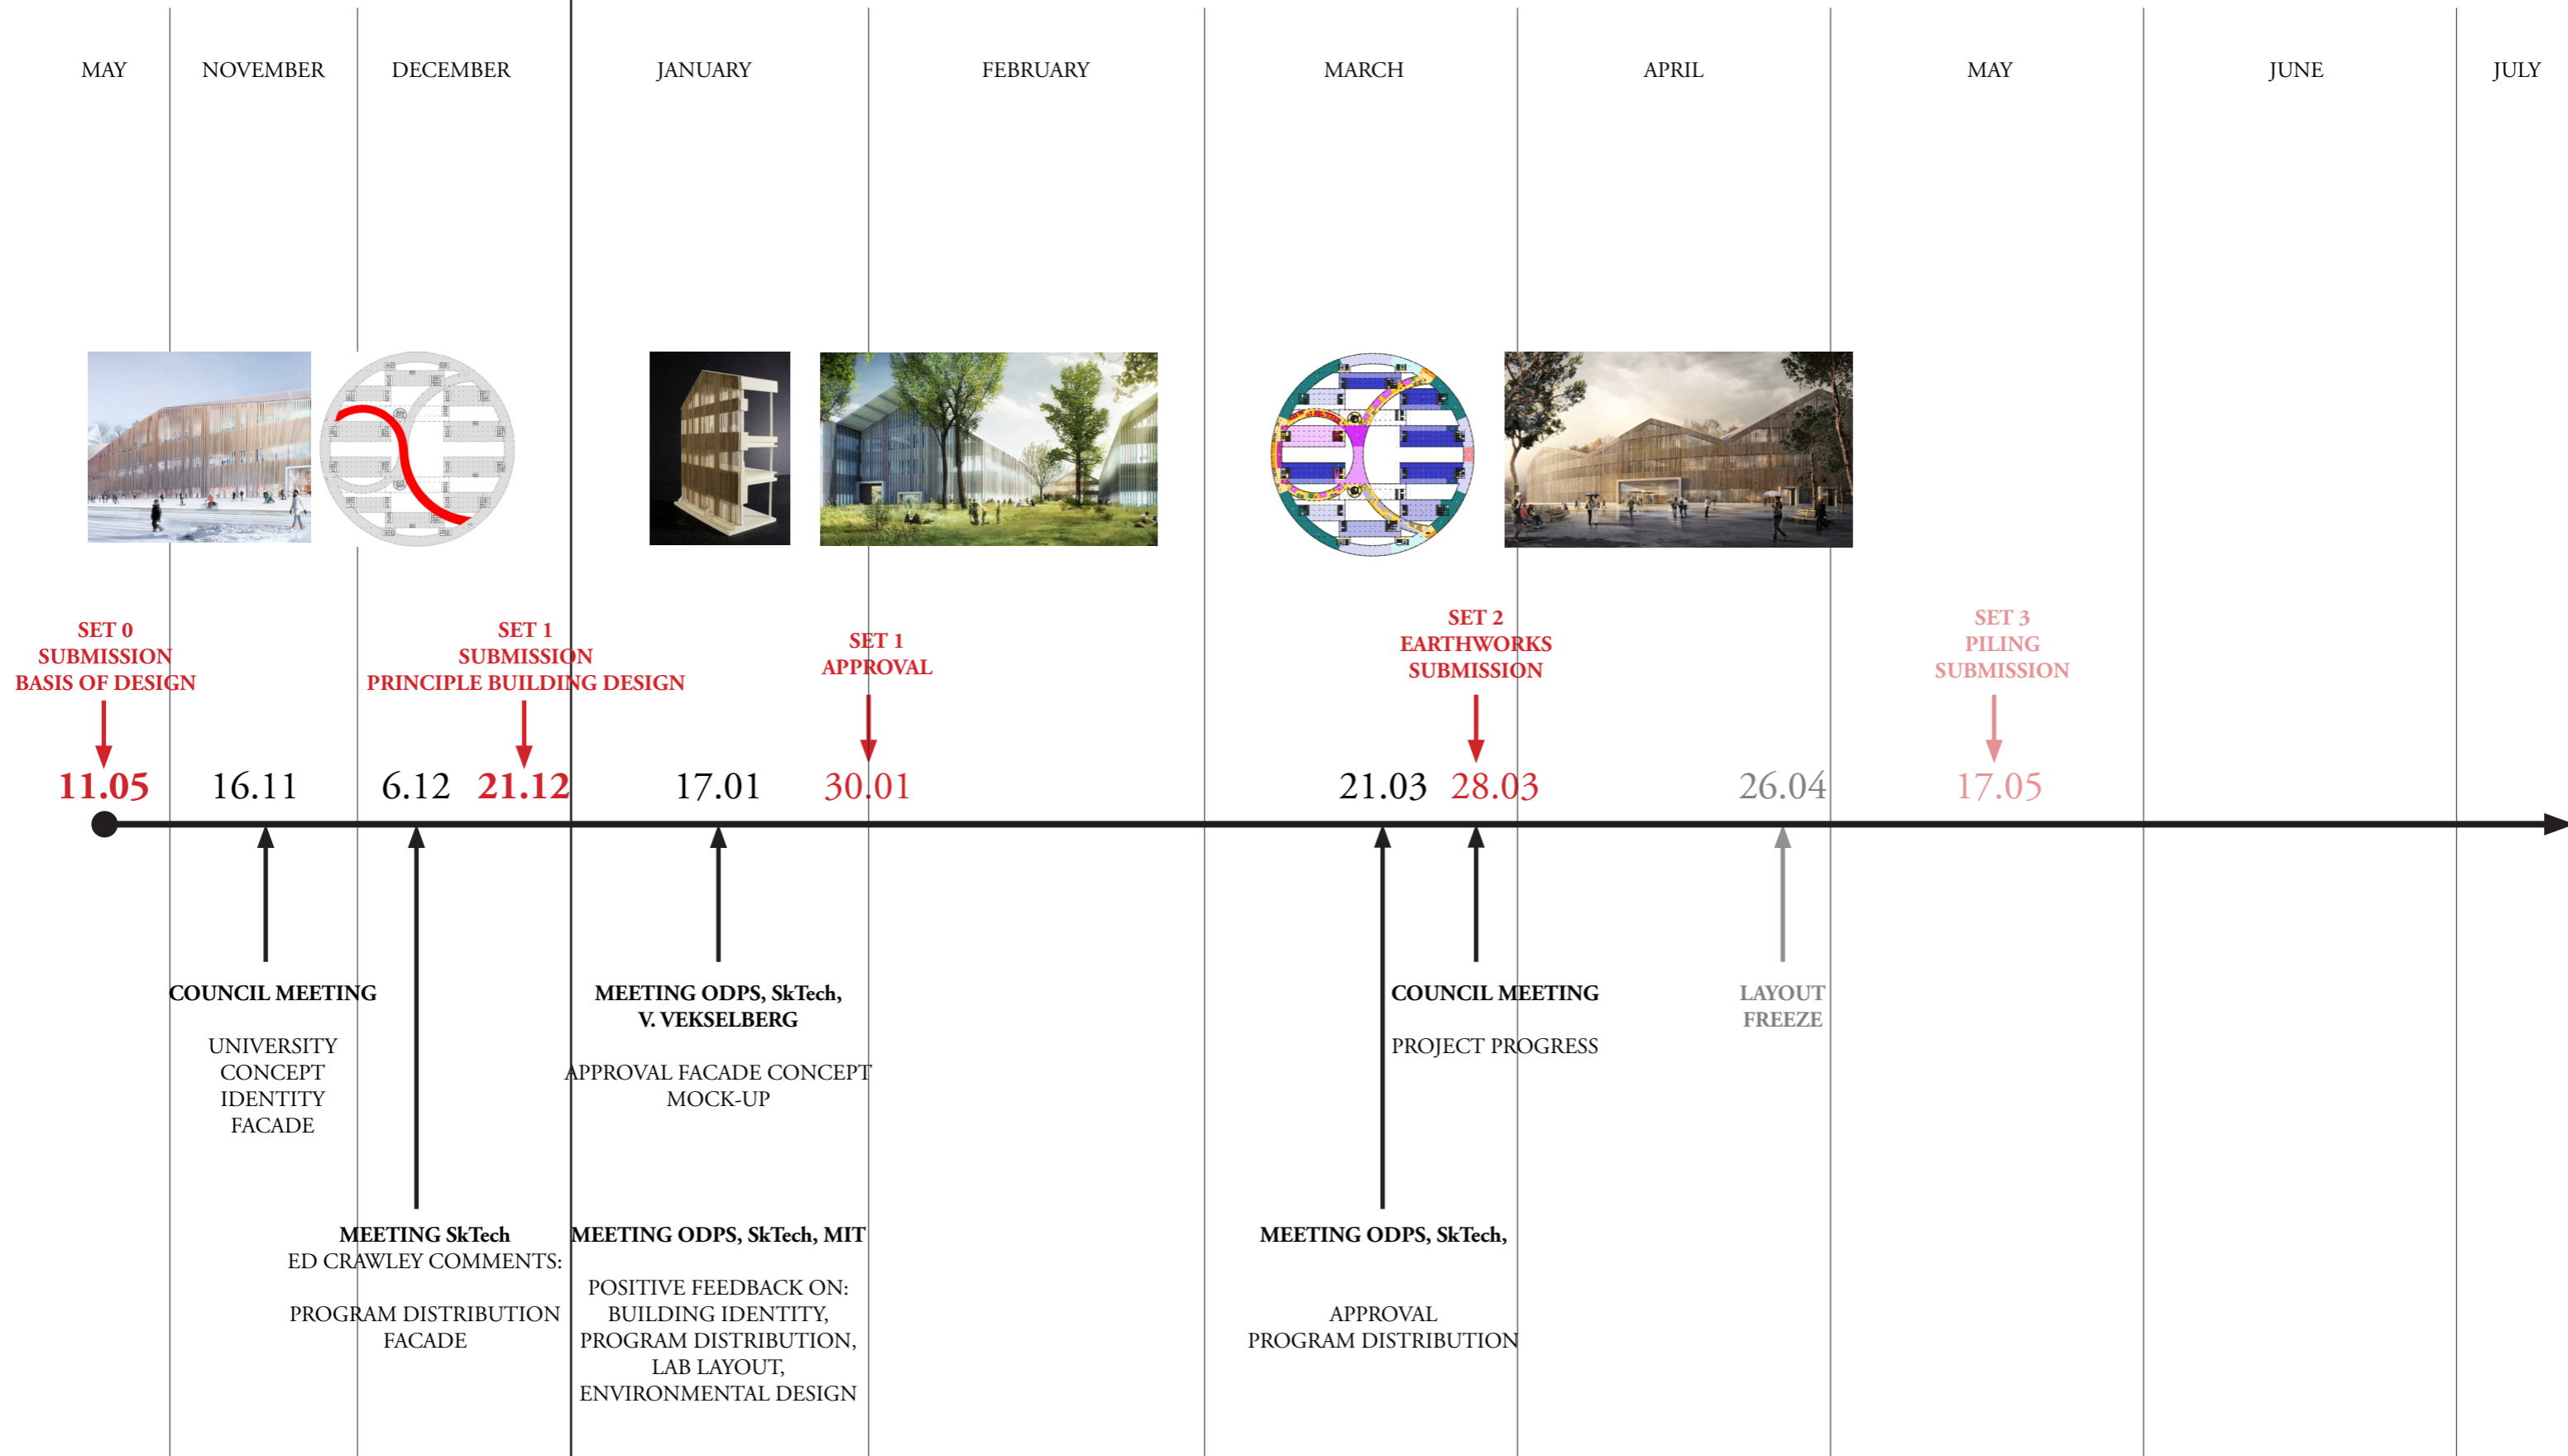 MAY
NOVEMBER
DECEMBER
JANUARY
FEBRUARY
MARCH
APRIL
MAY
JUNE
JULY
SET 0
SUBMISSION
BASIS OF DESIGN
SET 1
SUBMISSION
PRINCIPLE BUILDING DESIGN
SET 1
APPROVAL
SET 2
EARTHWORKS
SUBMISSION
SET 3
PILING
SUBMISSION
11.05
16.11
6.12
21.12
17.01
30.01
21.03
28.03
26.04
17.05
COUNCIL MEETING
UNIVERSITY
CONCEPT
IDENTITY
FACADE
MEETING ODPS, SkTech,
V. VEKSELBERG
APPROVAL FACADE CONCEPT
MOCK-UP
COUNCIL MEETING
PROJECT PROGRESS
LAYOUT
FREEZE
MEETING SkTech
ED CRAWLEY COMMENTS:
PROGRAM DISTRIBUTION
FACADE
MEETING ODPS, SkTech, MIT
POSITIVE FEEDBACK ON:
BUILDING IDENTITY,
PROGRAM DISTRIBUTION,
LAB LAYOUT,
ENVIRONMENTAL DESIGN
MEETING ODPS, SkTech,
APPROVAL
PROGRAM DISTRIBUTION